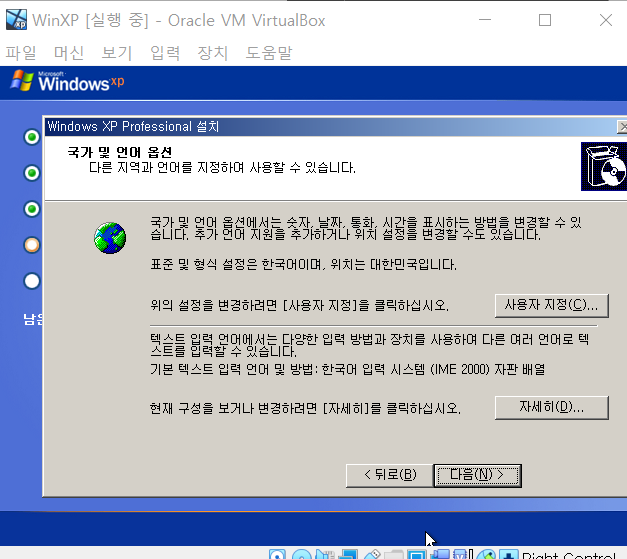 WinXP [실행 중] - Oracle VM VirtualBox
파일 머신 보기 입력 장치 도움말
Microsoft
Windows xp
Windows XP Professional 설치
국가 및 언어 옵션
다른 지역과 언어를 지정하여 사용할 수 있습니다.
국가 및 언어 옵션에서는 숫자, 날짜, 통화, 시간을 표시하는 방법을 변경할 수 있
습니다. 추가 언어 지원을 추가하거나 위치 설정을 변경할 수도 있습니다.
표준 및 형식 설정은 한국어이며, 위치는 대한민국입니다.
위의 설정을 변경하려면 [사용자 지정]을 클릭하십시오.
사용자 지정(C)...
텍스트 입력 언어에서는 다양한 입력 방법과 장치를 사용하여 다른 여러 언어로 텍
스트를 입력할 수 있습니다.
기본 텍스트 입력 언어 및 방법: 한국어 입력 시스템 (IME 2000) 자판 배열
현재 구성을 보거나 변경하려면 [자세히]를 클릭하십시오.
자세히(D)...
< 뒤로(B)
다음(N) >
Right Control